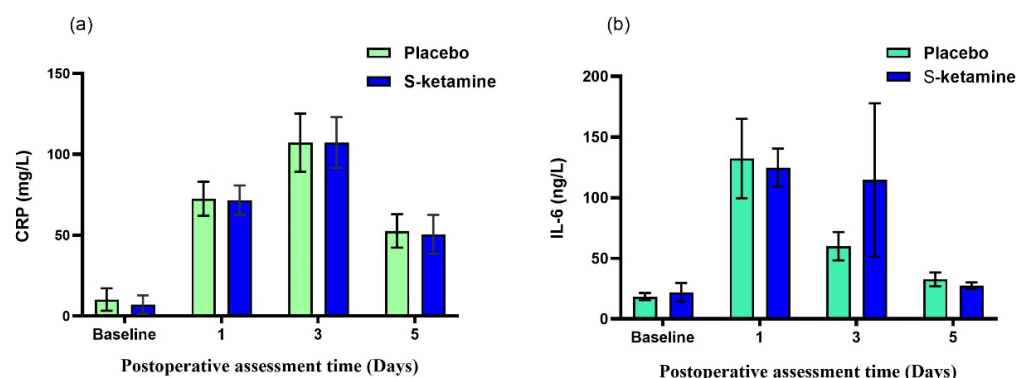 (a)
Placebo
S-ketamine
150
100
50
0
CRP (mg/L)
Baseline 1 3 5
Postoperative assessment time (Days)
(b)
Placebo
S-ketamine
200
150
100
50
0
IL-6 (ng/L)
Baseline 1 3 5
Postoperative assessment time (Days)